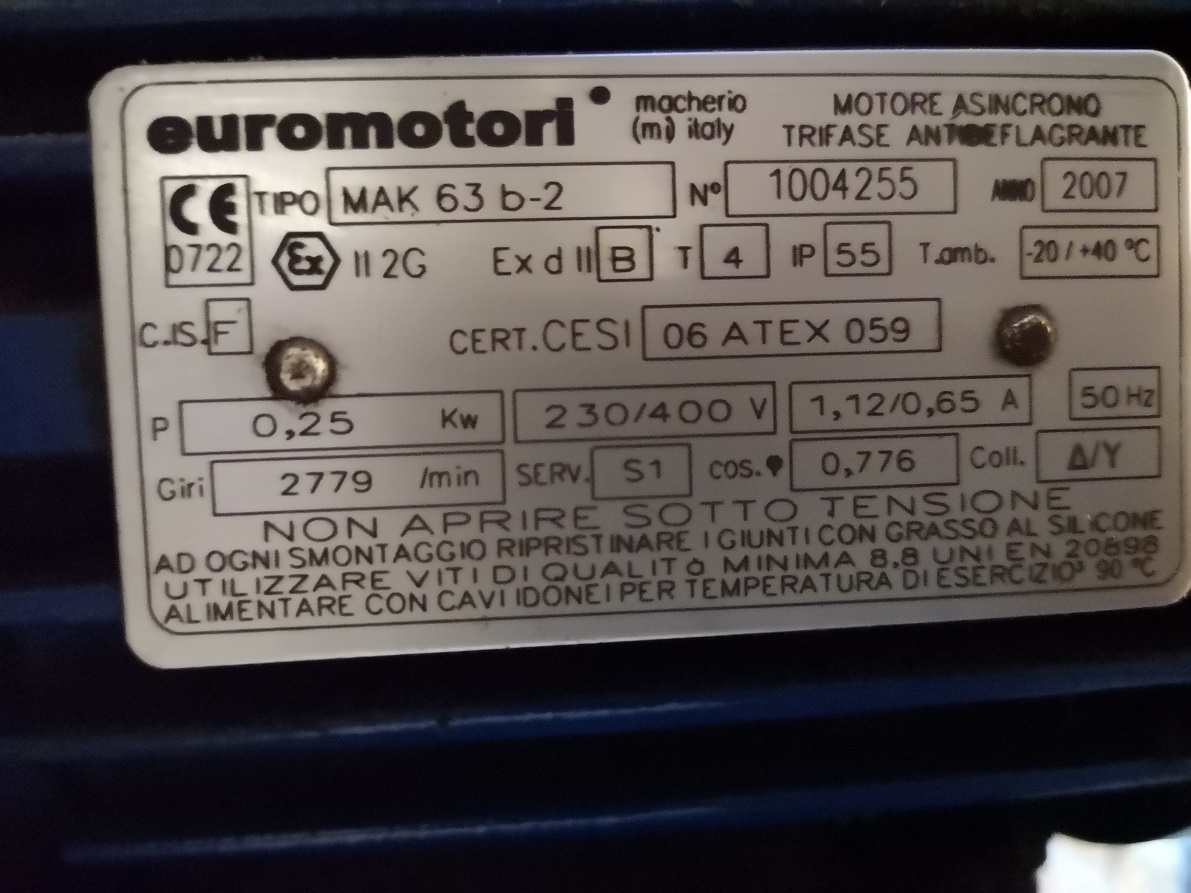 euromotori macherio (mi) italy
MOTORE ASINCRONO
TRIFASE ANTIDEFLAGRANTE
CE TIPO MAK 63 b-2 N° 1004255 ANNO 2007
0722 Ex II 2G Ex d II B T 4 IP 55 T.amb. -20 / +40 °C
C.IS. F CERT. CESI 06 ATEX 059
P 0,25 Kw 230/400 V 1,12/0,65 A 50 Hz
Giri 2779 /min SERV. S1 COS. φ 0,776 Coll. Δ/Y
NON APRIRE SOTTO TENSIONE
AD OGNI SMONTAGGIO RIPRISTINARE I GIUNTI CON GRASSO AL SILICONE
UTILIZZARE VITI DI QUALITÒ MINIMA 8.8 UNI EN 20898
ALIMENTARE CON CAVI IDONEI PER TEMPERATURA DI ESERCIZIO³ 90 °C